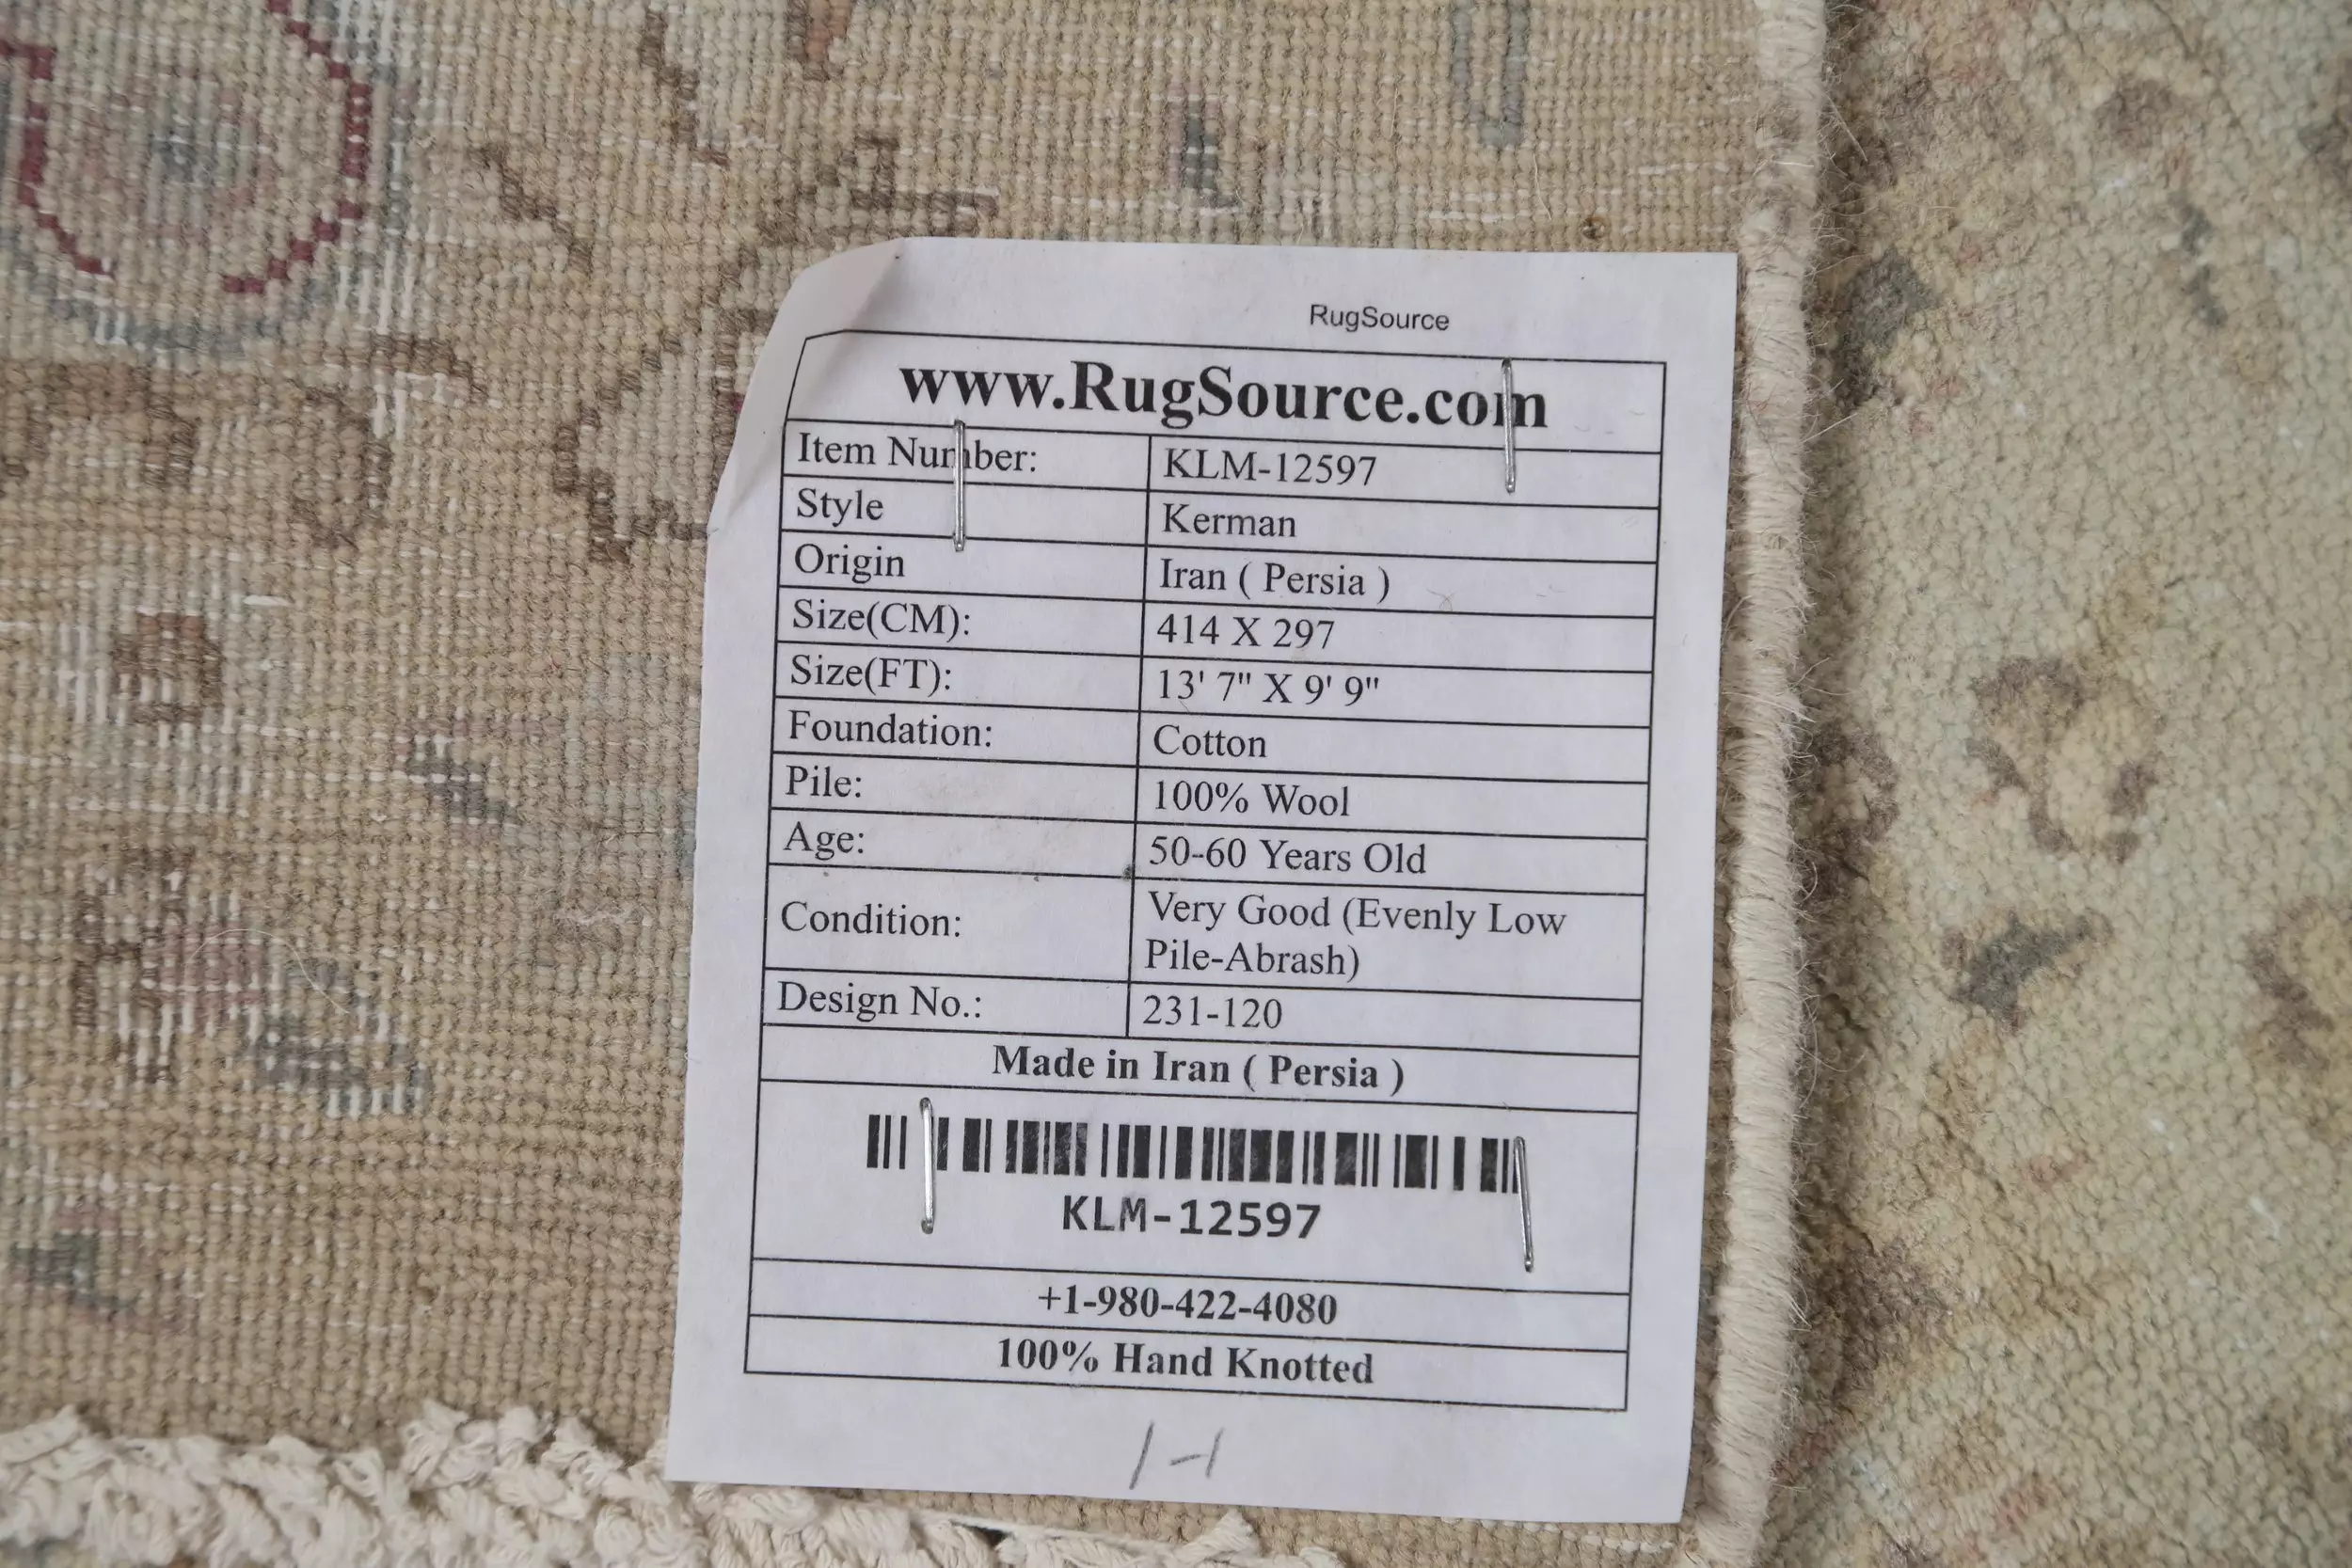 RugSource
www.RugSource.com
Item Number: KLM-12597
Style Kerman
Origin Iran ( Persia )
Size(CM): 414 X 297
Size(FT): 13' 7" X 9' 9"
Foundation: Cotton
Pile: 100% Wool
Age: 50-60 Years Old
Condition: Very Good (Evenly Low
Pile-Abrash)
Design No.: 231-120
Made in Iran ( Persia )
KLM-12597
+1-980-422-4080
100% Hand Knotted
1-1